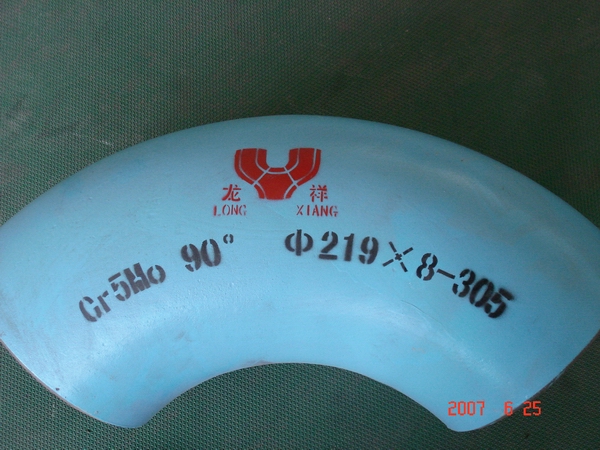 龙 祥
LONG XIANG
Cr5Mo 90° Φ219×8-305
2007 6 25